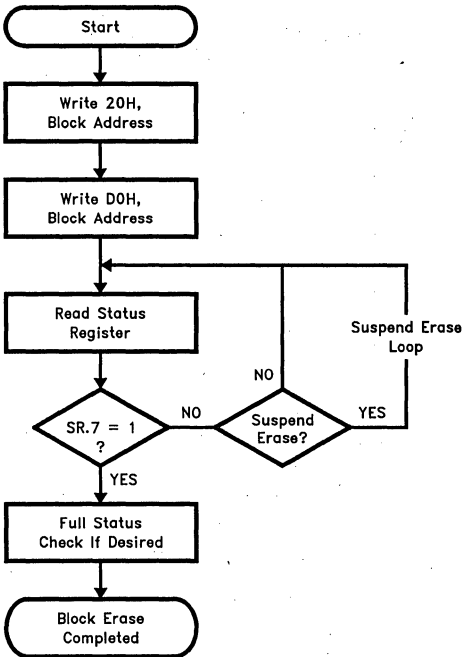 Start
Write 20H,
Block Address
Write D0H,
Block Address
Read Status
Register
Suspend Erase
Loop
NO
SR.7 = 1
?
NO
Suspend
Erase?
YES
YES
Full Status
Check If Desired
Block Erase
Completed